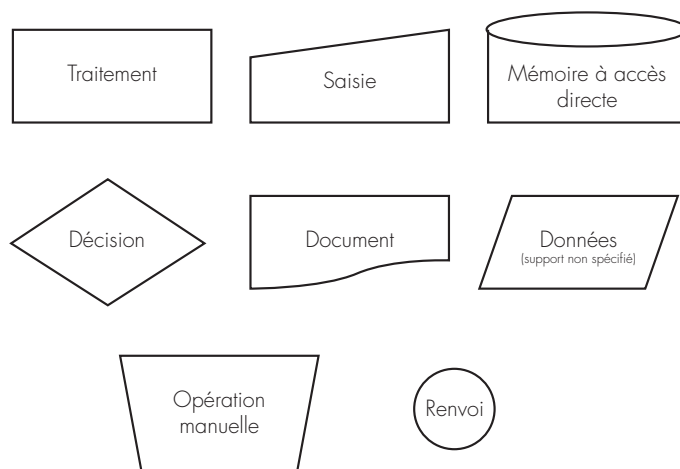 Traitement
Saisie
Mémoire à accès
directe
Décision
Document
Données
(support non spécifié)
Opération
manuelle
Renvoi